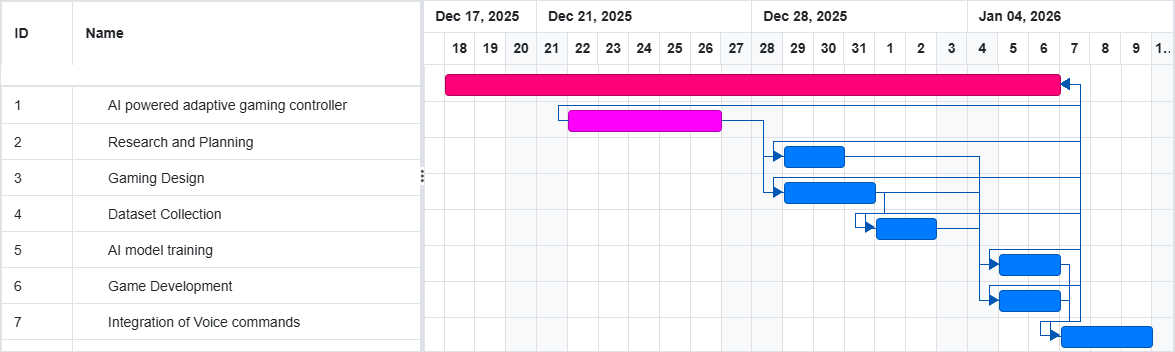 ID Name Dec 17, 2025 Dec 21, 2025 Dec 28, 2025 Jan 04, 2026
18 19 20 21 22 23 24 25 26 27 28 29 30 31 1 2 3 4 5 6 7 8 9 1..
1 AI powered adaptive gaming controller
2 Research and Planning
3 Gaming Design
4 Dataset Collection
5 AI model training
6 Game Development
7 Integration of Voice commands